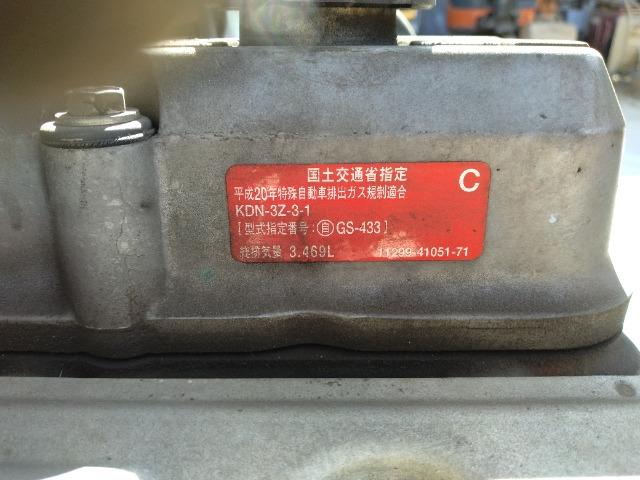 国土交通省指定 C
平成20年特殊自動車排出ガス規制適合
KDN-3Z-3-1
[型式指定番号:自GS-433]
総排気量 3.469L 11299-41051-71